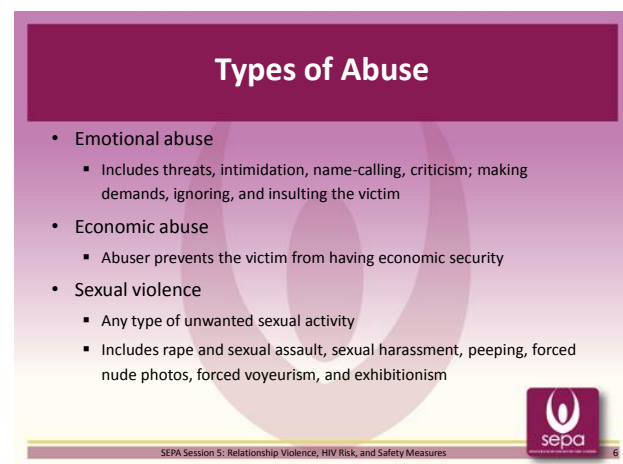 Types of Abuse
• Emotional abuse
▪ Includes threats, intimidation, name-calling, criticism; making
demands, ignoring, and insulting the victim
• Economic abuse
▪ Abuser prevents the victim from having economic security
• Sexual violence
▪ Any type of unwanted sexual activity
▪ Includes rape and sexual assault, sexual harassment, peeping, forced
nude photos, forced voyeurism, and exhibitionism
sepa
SEPA Session 5: Relationship Violence, HIV Risk, and Safety Measures
6